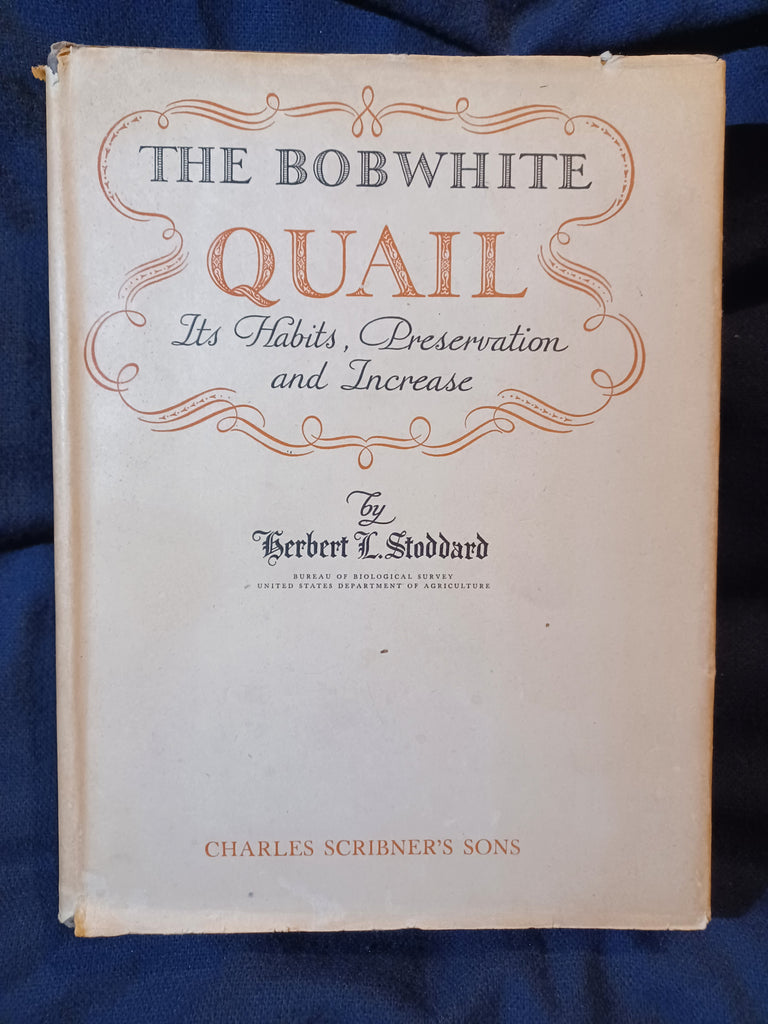 THE BOBWHITE
QUAIL
Its Habits, Preservation
and Increase
by
Herbert L. Stoddard
BUREAU OF BIOLOGICAL SURVEY
UNITED STATES DEPARTMENT OF AGRICULTURE
CHARLES SCRIBNER'S SONS